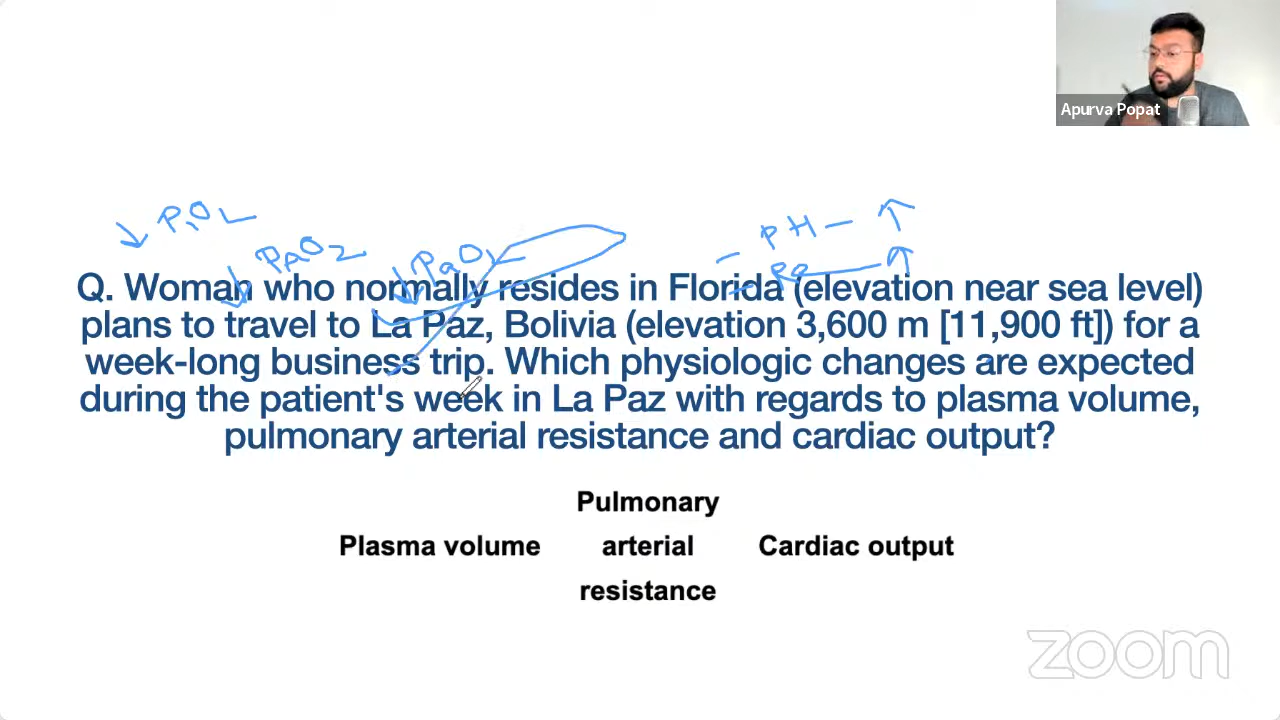 Apurva Popat
↓ PiO2
↓ PAO2
↓ PaO2
- PH - ↑
Q. Woman who normally resides in Florida (elevation near sea level)
plans to travel to La Paz, Bolivia (elevation 3,600 m [11,900 ft]) for a
week-long business trip. Which physiologic changes are expected
during the patient's week in La Paz with regards to plasma volume,
pulmonary arterial resistance and cardiac output?
Pulmonary
Plasma volume arterial Cardiac output
resistance
zoom